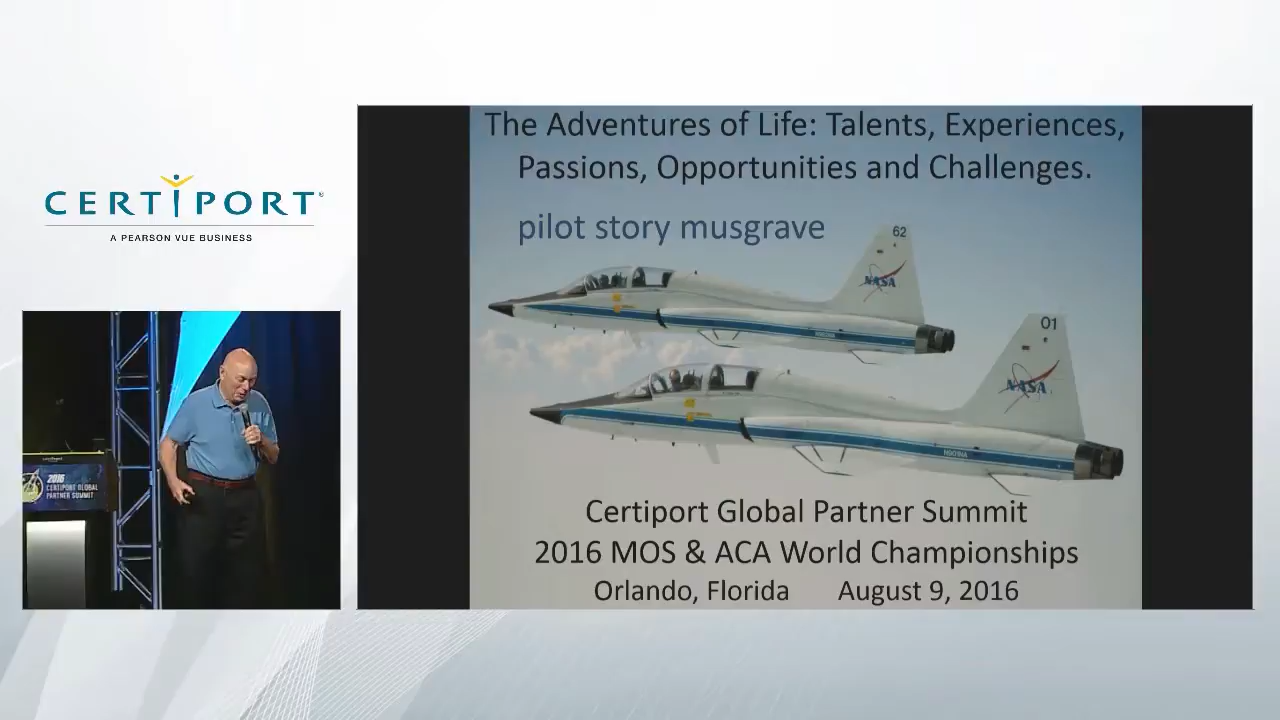 CERTIPORT®
A PEARSON VUE BUSINESS
2016
CERTIPORT GLOBAL
PARTNER SUMMIT
The Adventures of Life: Talents, Experiences,
Passions, Opportunities and Challenges.
pilot story musgrave
62
NASA
01
NASA
Certiport Global Partner Summit
2016 MOS & ACA World Championships
Orlando, Florida August 9, 2016